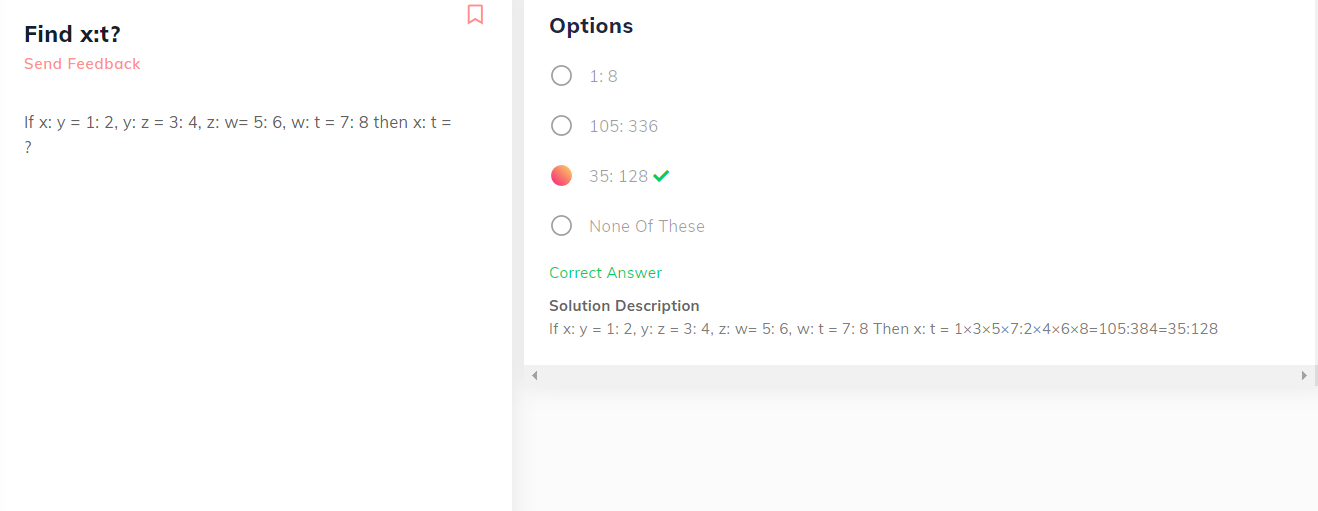 Find x:t?
Send Feedback
If x: y = 1: 2, y: z = 3: 4, z: w= 5: 6, w: t = 7: 8 then x: t =
?
Options
1: 8
105: 336
35: 128
None Of These
Correct Answer
Solution Description
If x: y = 1: 2, y: z = 3: 4, z: w= 5: 6, w: t = 7: 8 Then x: t = 1×3×5×7:2×4×6×8=105:384=35:128